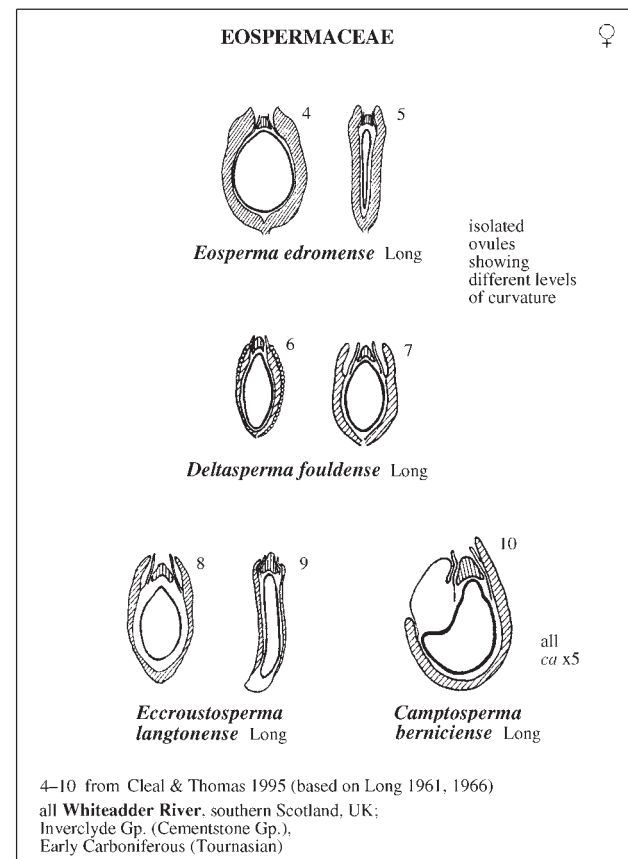 EOSPERMACEAE ♀
4 5
Eosperma edromense Long
isolated
ovules
showing
different levels
of curvature
6 7
Deltasperma fouldense Long
8 9 10
Eccroustosperma
langtonense Long
Camptosperma
berniciense Long
all
ca x5
4–10 from Cleal & Thomas 1995 (based on Long 1961, 1966)
all Whiteadder River, southern Scotland, UK;
Inverclyde Gp. (Cementstone Gp.),
Early Carboniferous (Tournasian)